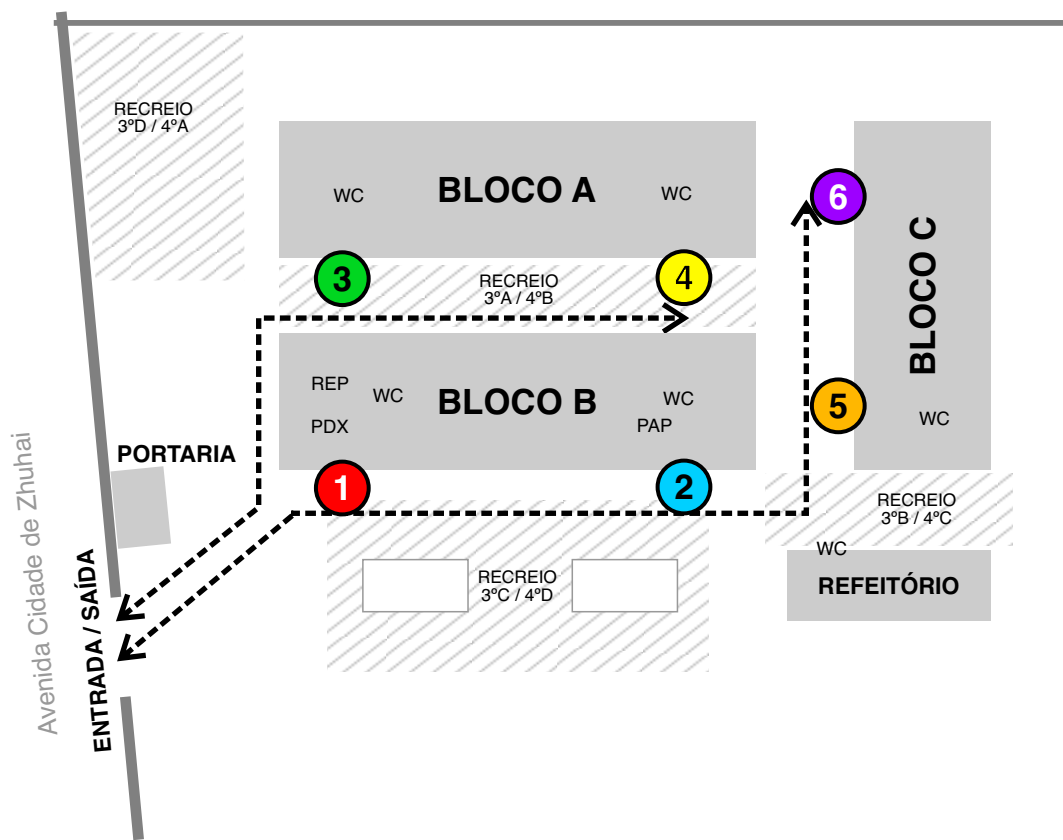 RECREIO
3ºD / 4ºA
WC
BLOCO A
WC
6
3
RECREIO
3ºA / 4ºB
4
BLOCO C
REP
WC
BLOCO B
WC
PDX
PAP
5
WC
PORTARIA
1
2
RECREIO
3ºB / 4ºC
Avenida Cidade de Zhuhai
ENTRADA / SAÍDA
RECREIO
3ºC / 4ºD
WC
REFEITÓRIO